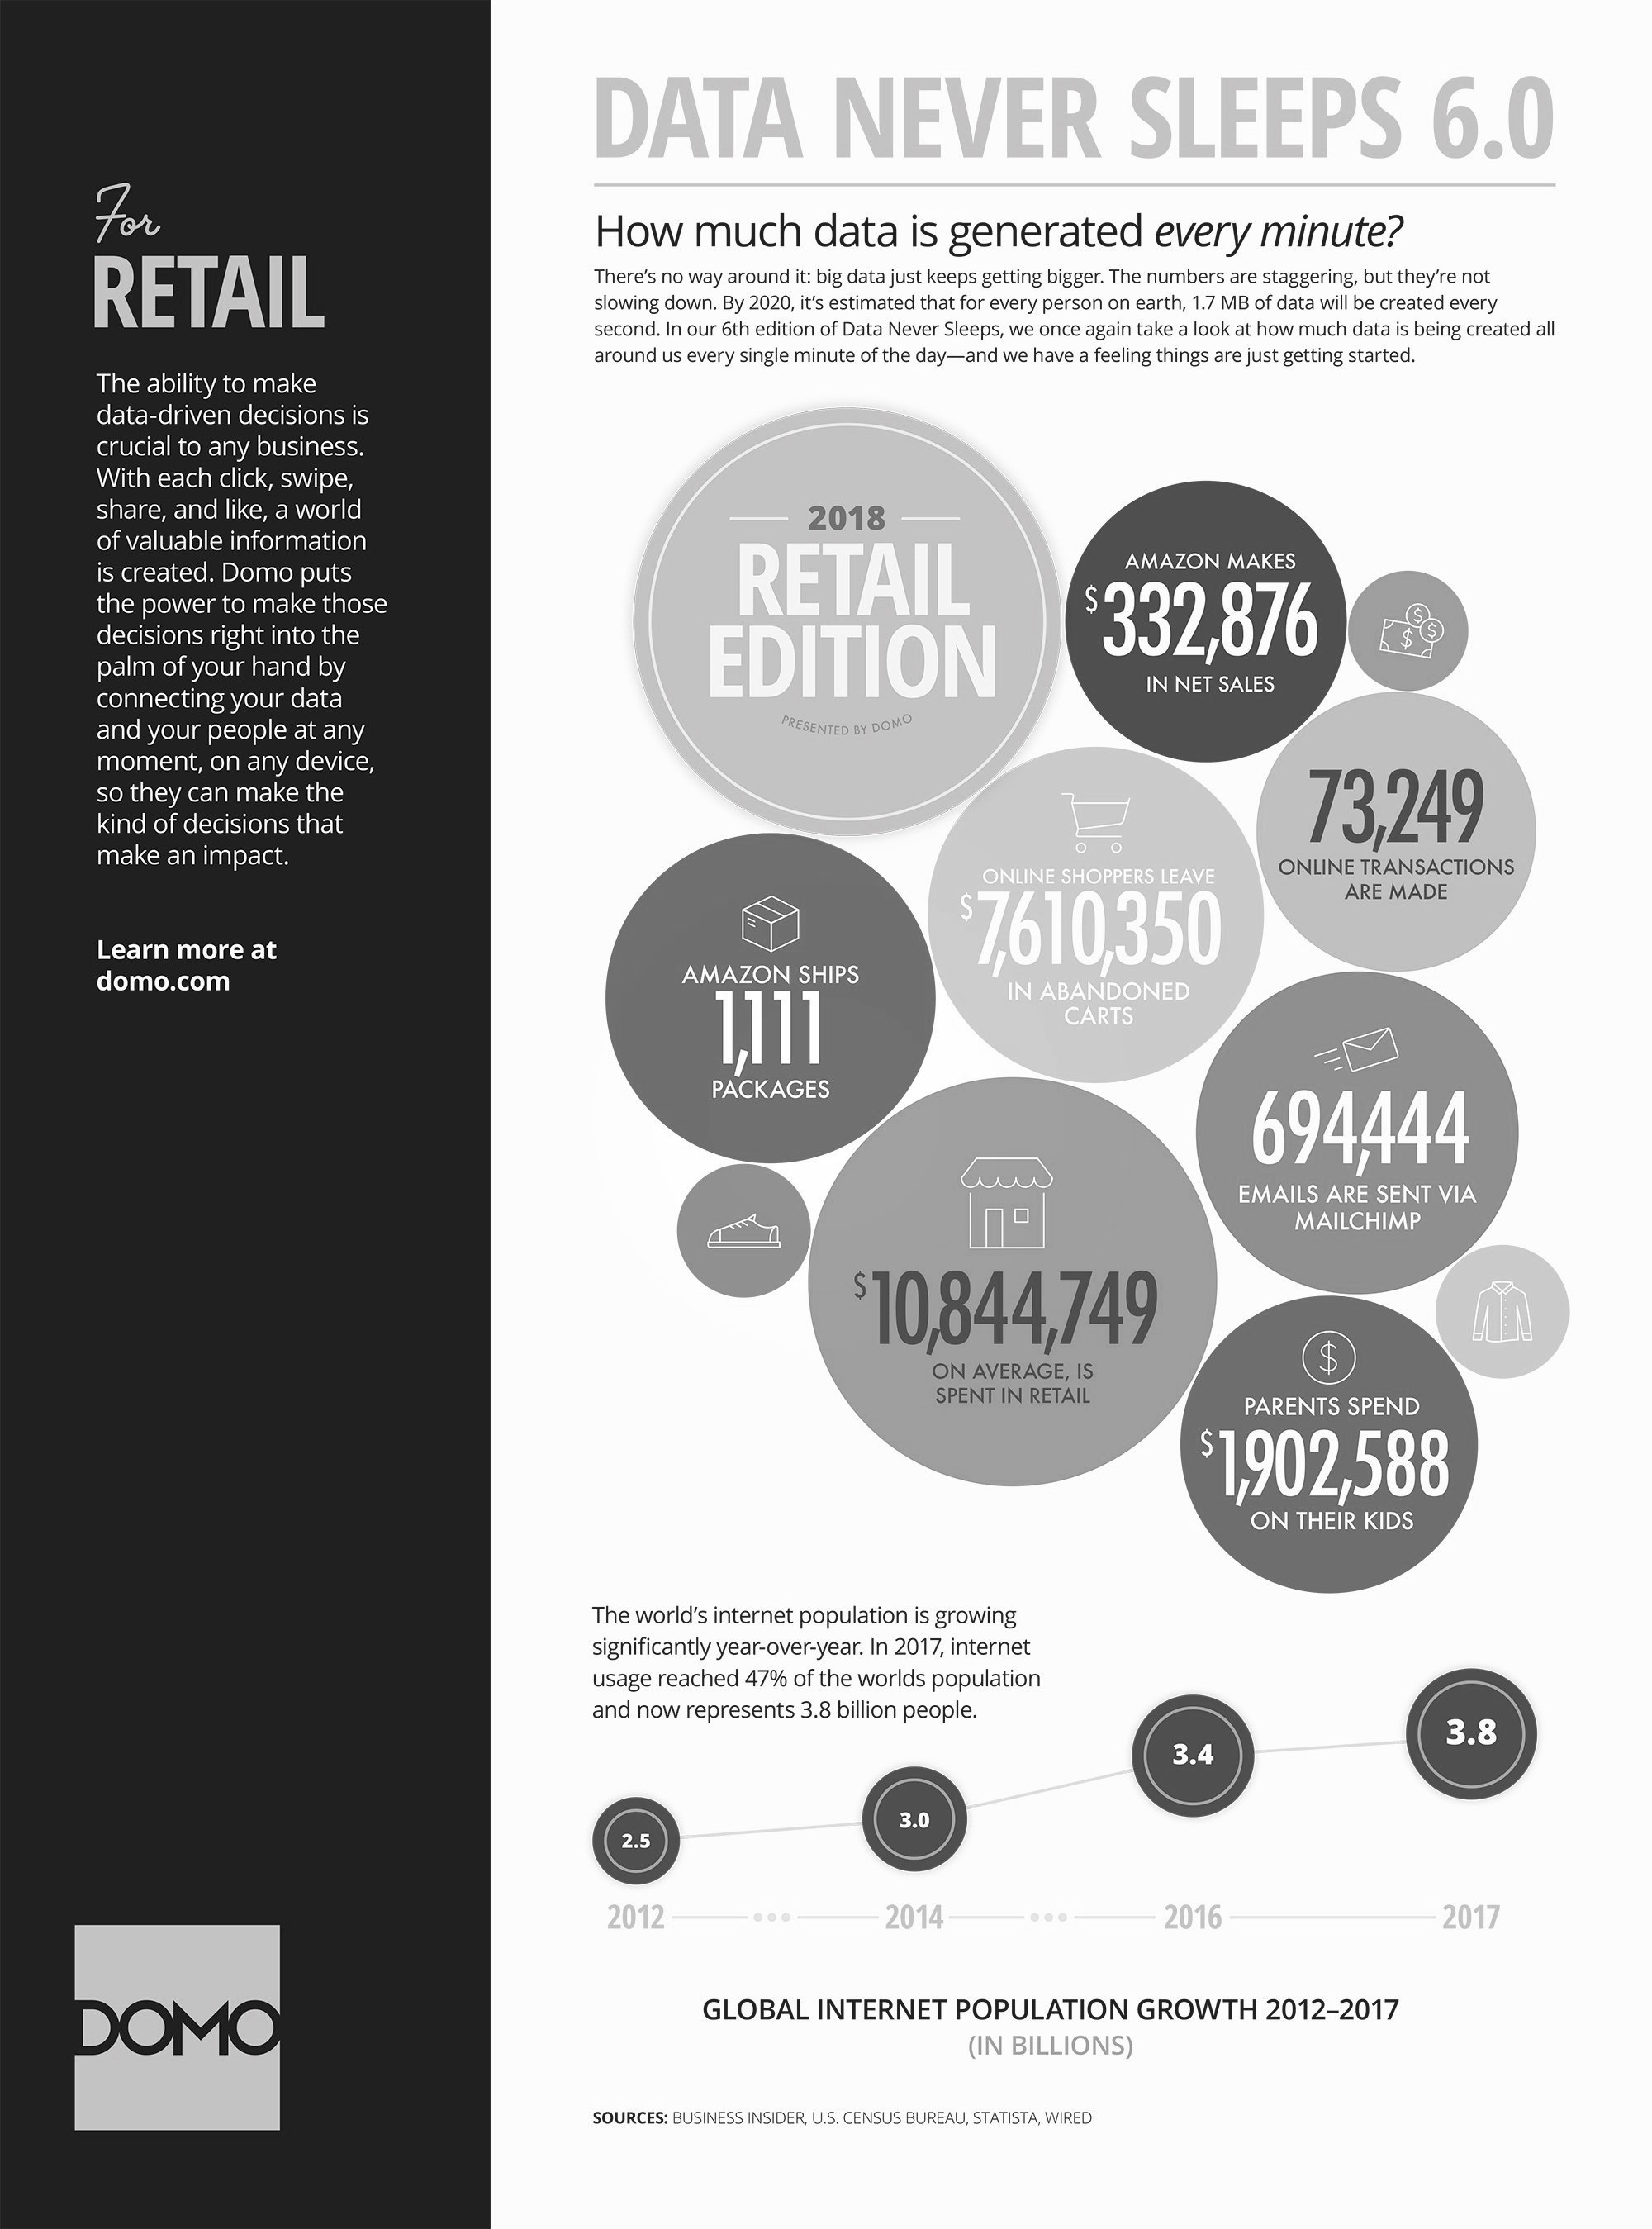 For
RETAIL
The ability to make
data-driven decisions is
crucial to any business.
With each click, swipe,
share, and like, a world
of valuable information
is created. Domo puts
the power to make those
decisions right into the
palm of your hand by
connecting your data
and your people at any
moment, on any device,
so they can make the
kind of decisions that
make an impact.
Learn more at
domo.com
DOMO
DATA NEVER SLEEPS 6.0
How much data is generated every minute?
There’s no way around it: big data just keeps getting bigger. The numbers are staggering, but they’re not
slowing down. By 2020, it’s estimated that for every person on earth, 1.7 MB of data will be created every
second. In our 6th edition of Data Never Sleeps, we once again take a look at how much data is being created all
around us every single minute of the day—and we have a feeling things are just getting started.
2018
RETAIL
EDITION
PRESENTED BY DOMO
AMAZON MAKES
$332,876
IN NET SALES
$ $ $
73,249
ONLINE TRANSACTIONS
ARE MADE
ONLINE SHOPPERS LEAVE
$7,610,350
IN ABANDONED
CARTS
AMAZON SHIPS
1,111
PACKAGES
694,444
EMAILS ARE SENT VIA
MAILCHIMP
$10,844,749
ON AVERAGE, IS
SPENT IN RETAIL
$
PARENTS SPEND
$1,902,588
ON THEIR KIDS
The world’s internet population is growing
significantly year-over-year. In 2017, internet
usage reached 47% of the worlds population
and now represents 3.8 billion people.
2.5 3.0 3.4 3.8
2012 2014 2016 2017
GLOBAL INTERNET POPULATION GROWTH 2012–2017
(IN BILLIONS)
SOURCES: BUSINESS INSIDER, U.S. CENSUS BUREAU, STATISTA, WIRED